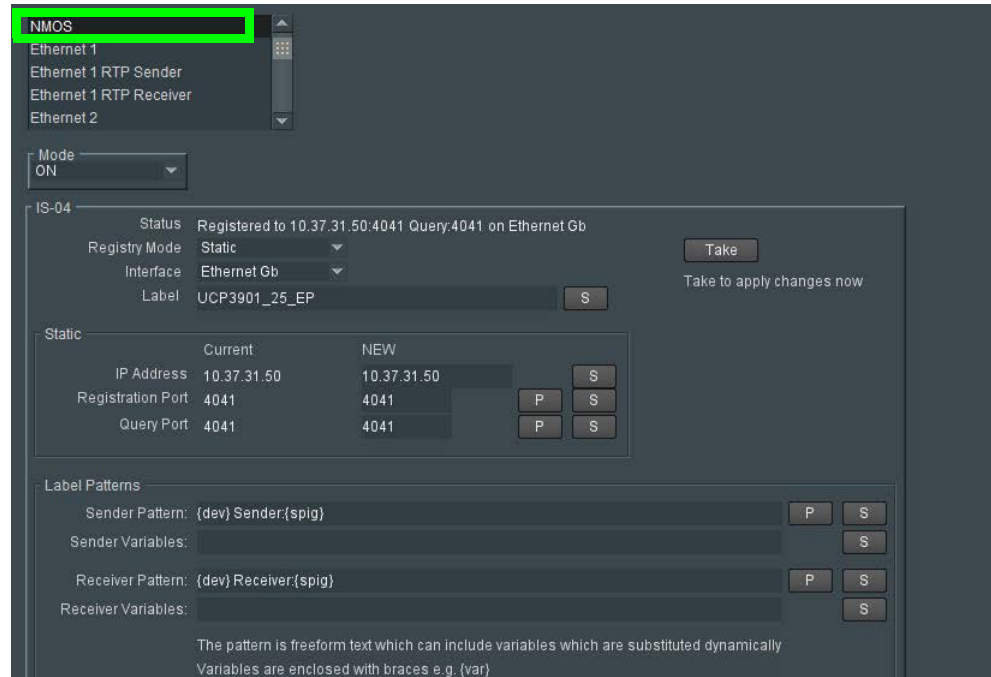 NMOS
Ethernet 1
Ethernet 1 RTP Sender
Ethernet 1 RTP Receiver
Ethernet 2
Mode
ON
IS-04
Status Registered to 10.37.31.50:4041 Query:4041 on Ethernet Gb
Registry Mode Static Take
Interface Ethernet Gb Take to apply changes now
Label UCP3901_25_EP S
Static
Current NEW
IP Address 10.37.31.50 10.37.31.50 S
Registration Port 4041 4041 P S
Query Port 4041 4041 P S
Label Patterns
Sender Pattern: {dev} Sender:{spig} P S
Sender Variables: S
Receiver Pattern: {dev} Receiver:{spig} P S
Receiver Variables: S
The pattern is freeform text which can include variables which are substituted dynamically
Variables are enclosed with braces e.g. {var}